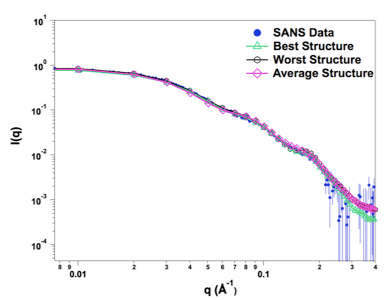 10¹
SANS Data
Best Structure
Worst Structure
Average Structure
10⁰
10⁻¹
I(q)
10⁻²
10⁻³
10⁻⁴
8 9 2 3 4 5 6 7 8 9 2 3 4
0.01 0.1
q (Å⁻¹)